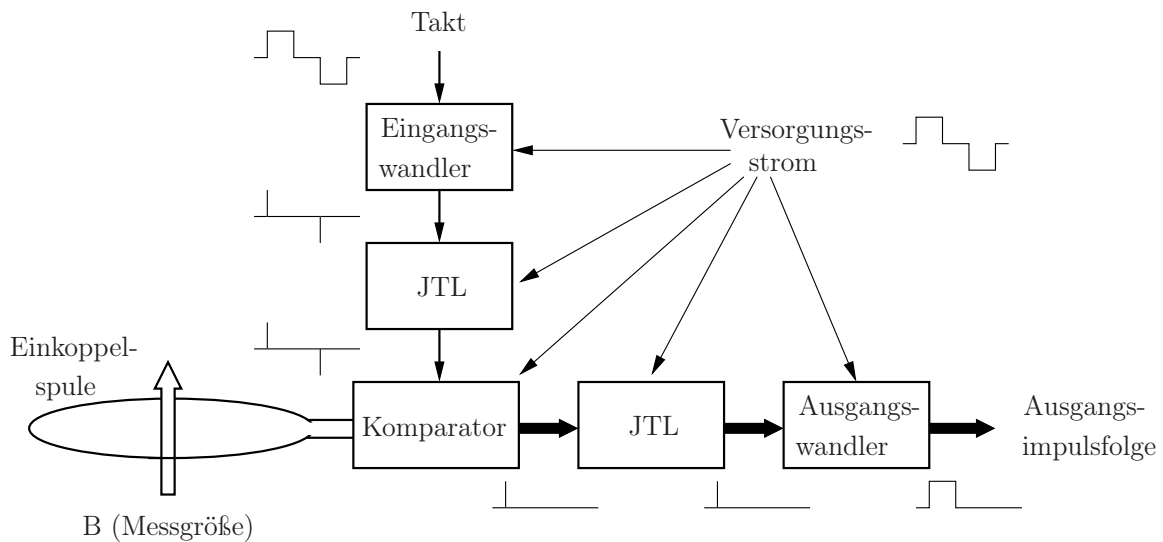 Takt
Eingangs-
wandler
Versorgungs-
strom
JTL
Einkoppel-
spule
Komparator
JTL
Ausgangs-
wandler
Ausgangs-
impulsfolge
B (Messgröße)